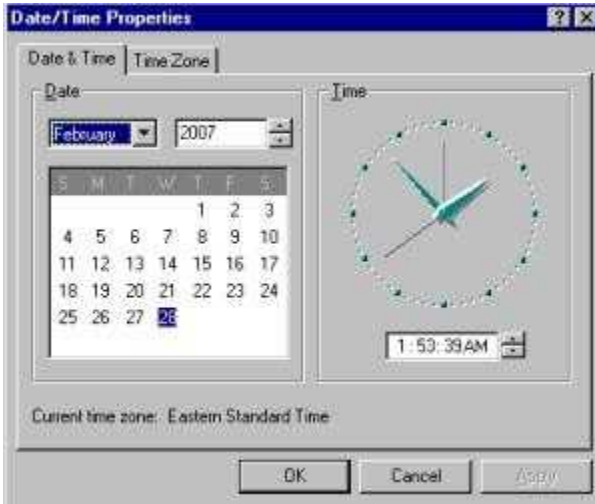 Date/Time Properties
Date & Time Time Zone
Date
Time
February 2007
S M T W T F S
1 2 3
4 5 6 7 8 9 10
11 12 13 14 15 16 17
18 19 20 21 22 23 24
25 26 27 28
1:53:39 AM
Current time zone: Eastern Standard Time
OK Cancel Apply